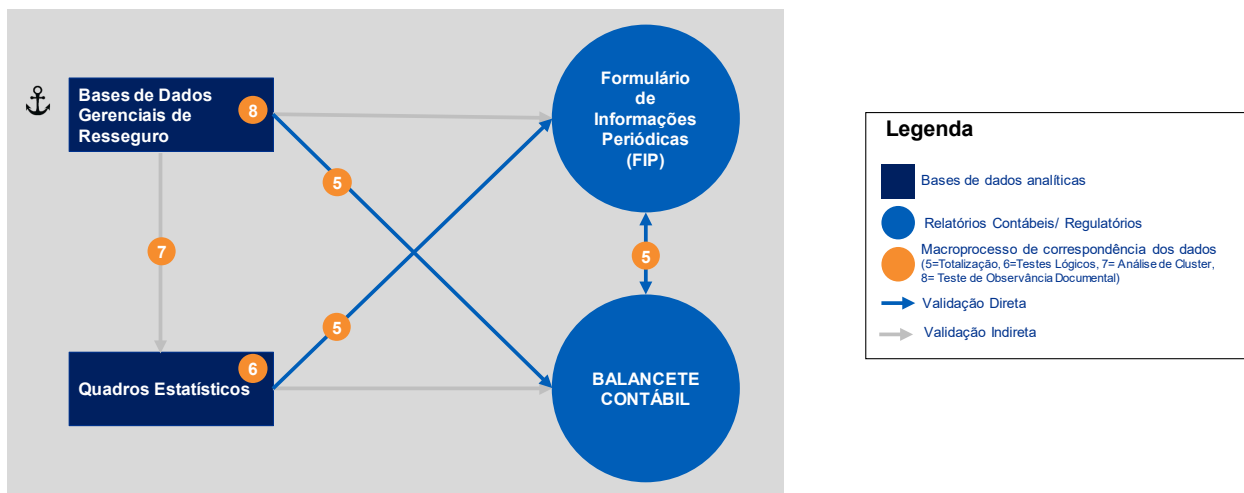 Bases de Dados
Gerenciais de
Resseguro
8
Formulário
de
Informações
Periódicas
(FIP)
5
7
5
5
6
Quadros Estatísticos
BALANCETE
CONTÁBIL
Legenda
Bases de dados analíticas
Relatórios Contábeis/ Regulatórios
Macroprocesso de correspondência dos dados
(5=Totalização, 6=Testes Lógicos, 7= Análise de Cluster,
8= Teste de Observância Documental)
Validação Direta
Validação Indireta